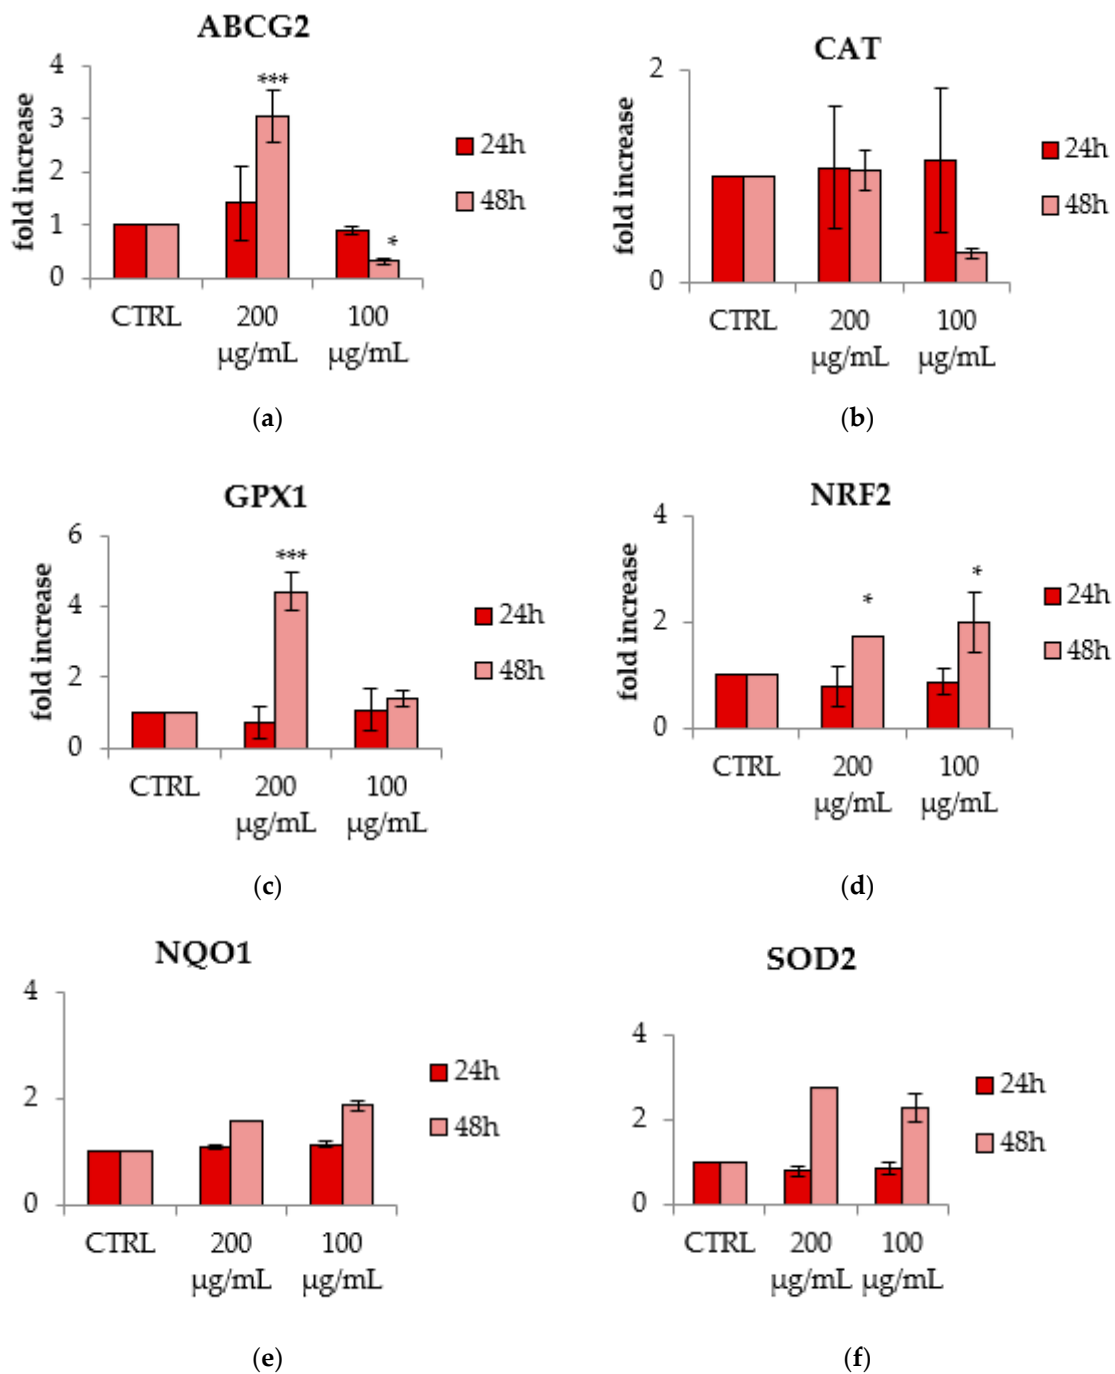 ABCG2
fold increase
4
3
2
1
0
***
*
CTRL
200
µg/mL
100
µg/mL
24h
48h
(a)
CAT
fold increase
2
0
CTRL
200
µg/mL
100
µg/mL
24h
48h
(b)
GPX1
fold increase
6
4
2
0
***
CTRL
200
µg/mL
100
µg/mL
24h
48h
(c)
NRF2
fold increase
4
2
0
*
*
CTRL
200
µg/mL
100
µg/mL
24h
48h
(d)
NQO1
4
2
0
CTRL
200
µg/mL
100
µg/mL
24h
48h
(e)
SOD2
4
2
0
CTRL
200
µg/mL
100
µg/mL
24h
48h
(f)